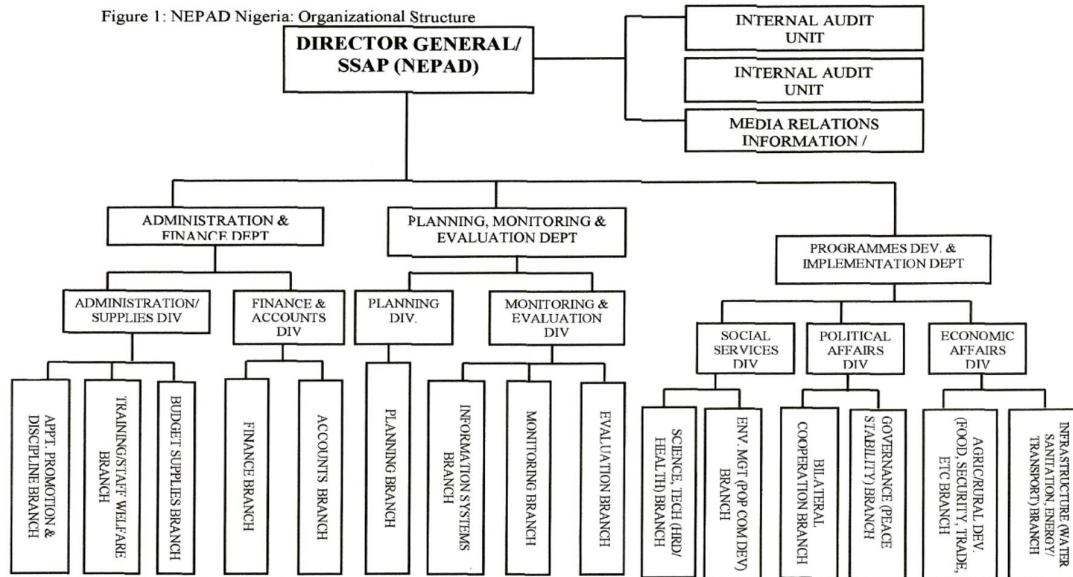 Figure 1: NEPAD Nigeria: Organizational Structure
DIRECTOR GENERAL/
SSAP (NEPAD)
INTERNAL AUDIT
UNIT
INTERNAL AUDIT
UNIT
MEDIA RELATIONS
INFORMATION /
ADMINISTRATION &
FINANCE DEPT
PLANNING, MONITORING &
EVALUATION DEPT
PROGRAMMES DEV. &
IMPLEMENTATION DEPT
ADMINISTRATION/
SUPPLIES DIV
FINANCE &
ACCOUNTS
DIV
PLANNING
DIV.
MONITORING &
EVALUATION
DIV
SOCIAL
SERVICES
DIV
POLITICAL
AFFAIRS
DIV
ECONOMIC
AFFAIRS
DIV
APPT. PROMOTION &
DISCIPLINE BRANCH
TRAINING/STAFF WELFARE
BRANCH
BUDGET SUPPLIES BRANCH
FINANCE BRANCH
ACCOUNTS BRANCH
PLANNING BRANCH
INFORMATION SYSTEMS
BRANCH
MONITORING BRANCH
EVALUATION BRANCH
SCIENCE, TECH (HRD/
HEALTH) BRANCH
ENV. MGT (POP COM DEV)
BRANCH
BILATERAL
COOPERATION BRANCH
GOVERNANCE (PEACE
STABILITY) BRANCH
AGRIC/RURAL DEV.
(FOOD, SECURITY, TRADE,
ETC BRANCH
INFRASTRUCTURE (WATER
SANITATION, ENERGY/
TRANSPORT) BRANCH